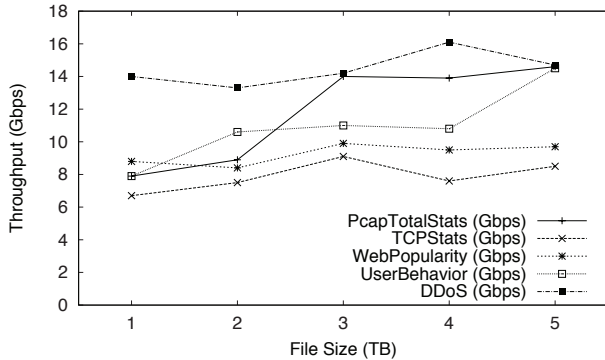 18
16
14
12
10
8
6
4
2
0
Throughput (Gbps)
PcapTotalStats (Gbps)
TCPStats (Gbps)
WebPopularity (Gbps)
UserBehavior (Gbps)
DDoS (Gbps)
1 2 3 4 5
File Size (TB)